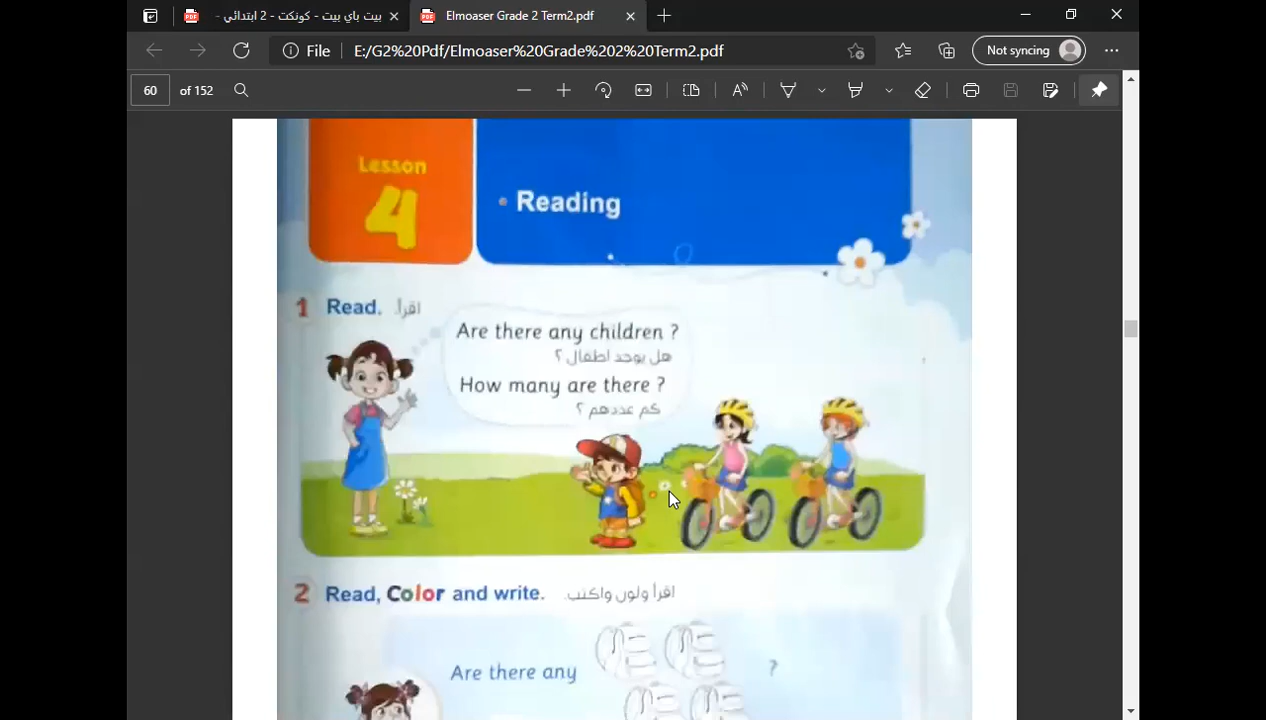 بيت باي بيت - كونكت - 2 ابتدائي -
Elmoaser Grade 2 Term2.pdf
File
E:/G2%20Pdf/Elmoaser%20Grade%202%20Term2.pdf
Not syncing
60
of 152
Lesson
4
• Reading
1 Read. اقرأ.
Are there any children ?
هل يوجد اطفال ؟
How many are there ?
كم عددهم ؟
2 Read, Color and write. اقرأ ولون واكتب.
Are there any ?